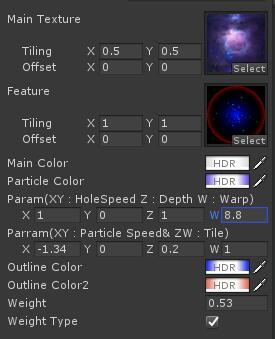 Main Texture
Tiling X 0.5 Y 0.5
Offset X 0 Y 0
Select
Feature
Tiling X 1 Y 1
Offset X 0 Y 0
Select
Main Color HDR
Particle Color HDR
Param(XY : HoleSpeed Z : Depth W : Warp)
X 1 Y 0 Z 1 W 8.8
Parram(XY : Particle Speed& ZW : Tile)
X -1.34 Y 0 Z 0.2 W 1
Outline Color HDR
Outline Color2 HDR
Weight 0.53
Weight Type